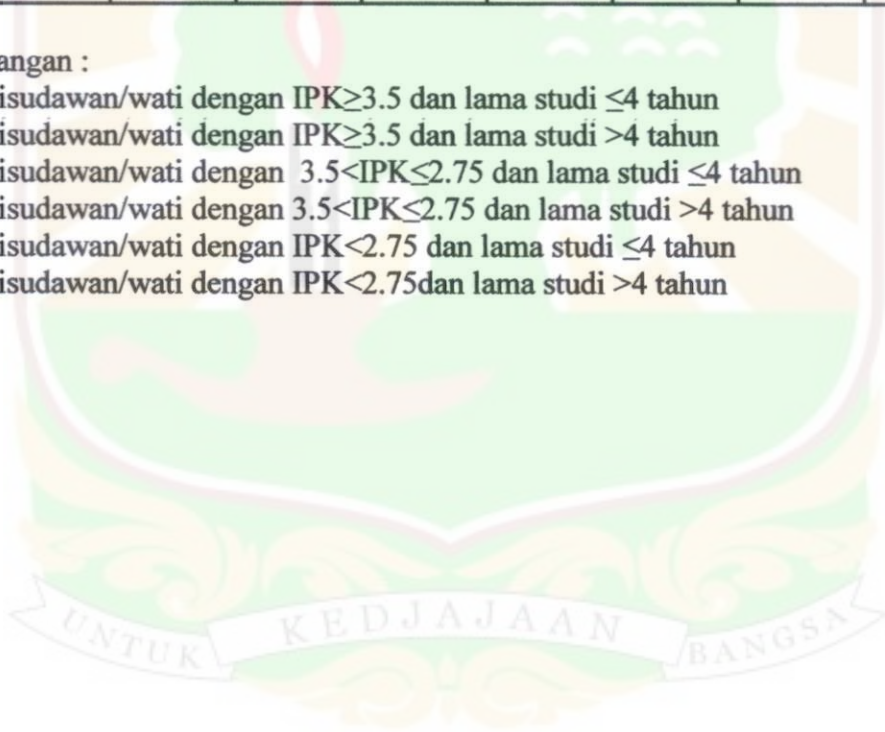 angan :
isudawan/wati dengan IPK≥3.5 dan lama studi ≤4 tahun
isudawan/wati dengan IPK≥3.5 dan lama studi >4 tahun
isudawan/wati dengan 3.5<IPK≤2.75 dan lama studi ≤4 tahun
isudawan/wati dengan 3.5<IPK≤2.75 dan lama studi >4 tahun
isudawan/wati dengan IPK<2.75 dan lama studi ≤4 tahun
isudawan/wati dengan IPK<2.75dan lama studi >4 tahun
UNTUK KEDJAJAAN BANGSA